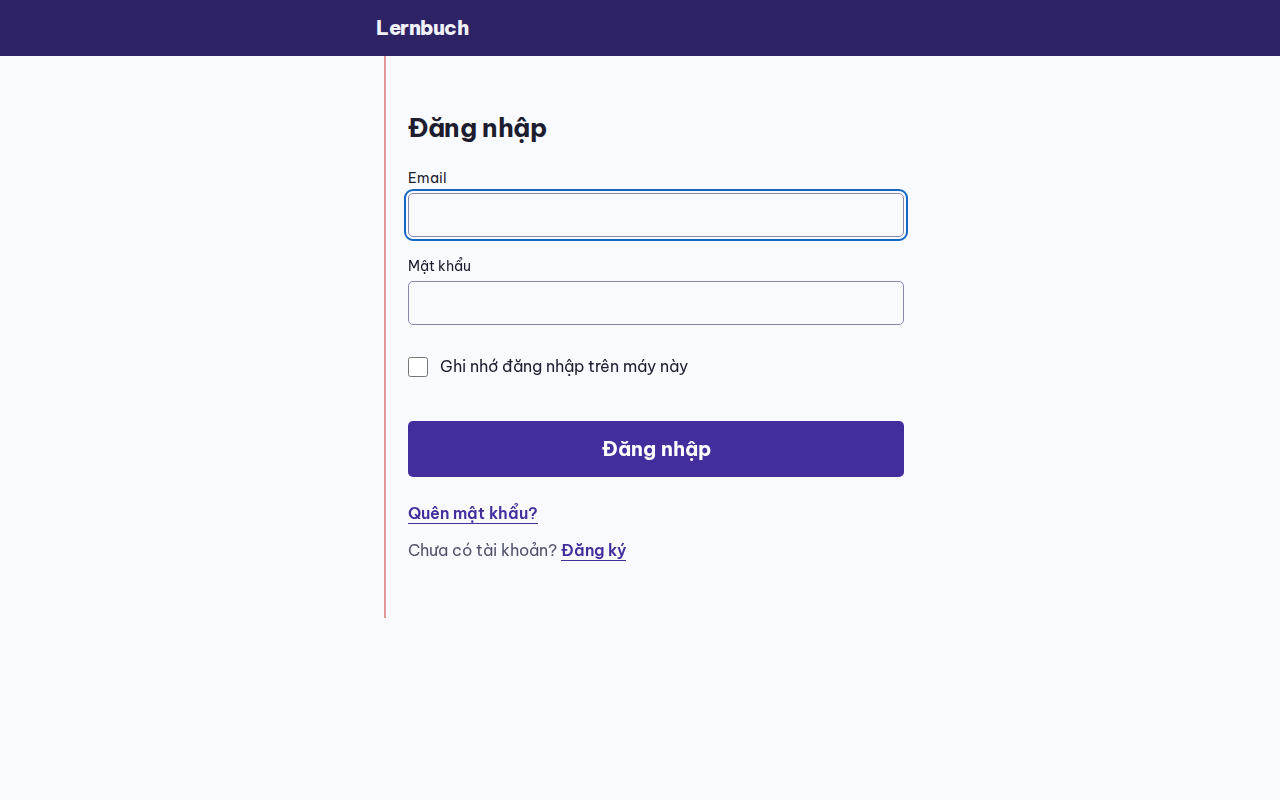 Lernbuch
Đăng nhập
Email
Mật khẩu
Ghi nhớ đăng nhập trên máy này
Đăng nhập
Quên mật khẩu?
Chưa có tài khoản? Đăng ký